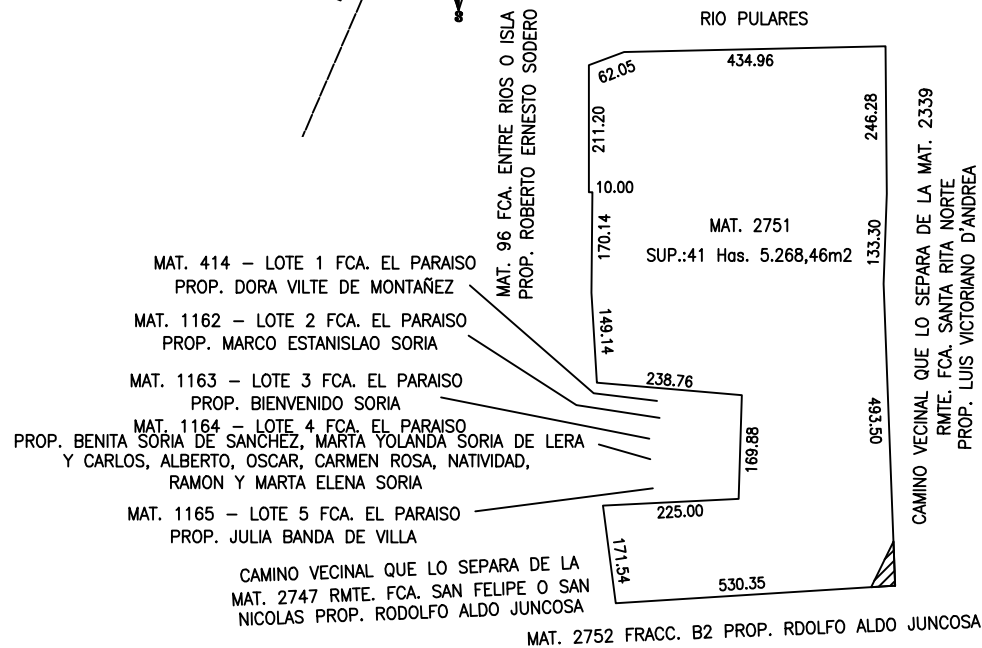 RIO PULARES
434.96
62.05
MAT. 96 FCA. ENTRE RIOS O ISLA
PROP. ROBERTO ERNESTO SODERO
211.20
246.28
10.00
170.14
MAT. 2751
SUP.:41 Has. 5.268,46m2
133.30
CAMINO VECINAL QUE LO SEPARA DE LA MAT. 2339
RMTE. FCA. SANTA RITA NORTE
PROP. LUIS VICTORIANO D'ANDREA
MAT. 414 – LOTE 1 FCA. EL PARAISO
PROP. DORA VILTE DE MONTAÑEZ
149.14
MAT. 1162 – LOTE 2 FCA. EL PARAISO
PROP. MARCO ESTANISLAO SORIA
238.76
MAT. 1163 – LOTE 3 FCA. EL PARAISO
PROP. BIENVENIDO SORIA
493.50
MAT. 1164 – LOTE 4 FCA. EL PARAISO
PROP. BENITA SORIA DE SANCHEZ, MARTA YOLANDA SORIA DE LERA
Y CARLOS, ALBERTO, OSCAR, CARMEN ROSA, NATIVIDAD,
RAMON Y MARTA ELENA SORIA
169.88
MAT. 1165 – LOTE 5 FCA. EL PARAISO
PROP. JULIA BANDA DE VILLA
225.00
171.54
CAMINO VECINAL QUE LO SEPARA DE LA
MAT. 2747 RMTE. FCA. SAN FELIPE O SAN
NICOLAS PROP. RODOLFO ALDO JUNCOSA
530.35
MAT. 2752 FRACC. B2 PROP. RDOLFO ALDO JUNCOSA